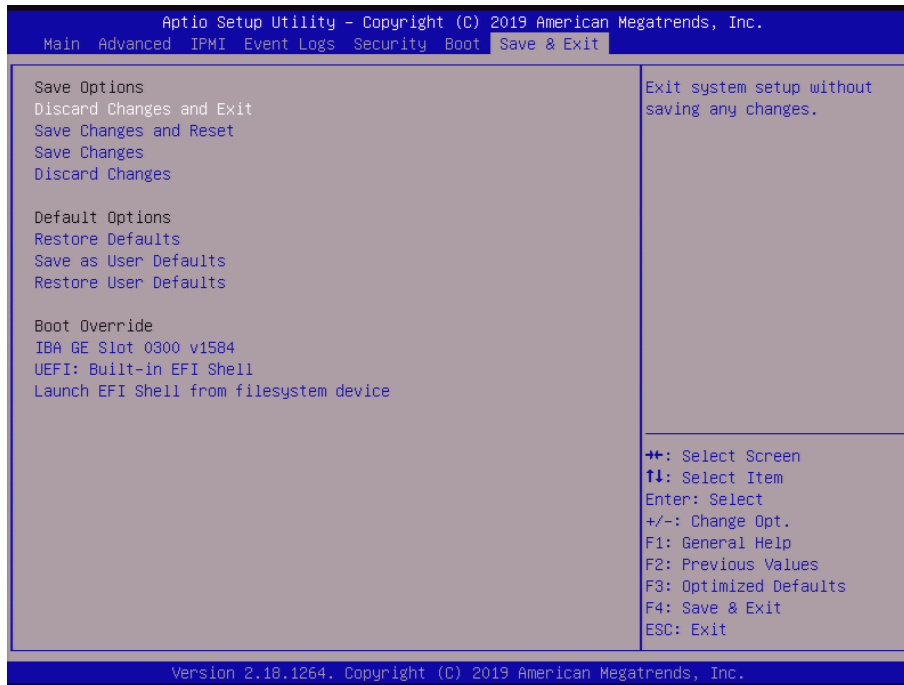 Aptio Setup Utility – Copyright (C) 2019 American Megatrends, Inc.
Main Advanced IPMI Event Logs Security Boot Save & Exit
Save Options
Discard Changes and Exit
Save Changes and Reset
Save Changes
Discard Changes
Default Options
Restore Defaults
Save as User Defaults
Restore User Defaults
Boot Override
IBA GE Slot 0300 v1584
UEFI: Built-in EFI Shell
Launch EFI Shell from filesystem device
Exit system setup without
saving any changes.
→←: Select Screen
↑↓: Select Item
Enter: Select
+/-: Change Opt.
F1: General Help
F2: Previous Values
F3: Optimized Defaults
F4: Save & Exit
ESC: Exit
Version 2.18.1264. Copyright (C) 2019 American Megatrends, Inc.